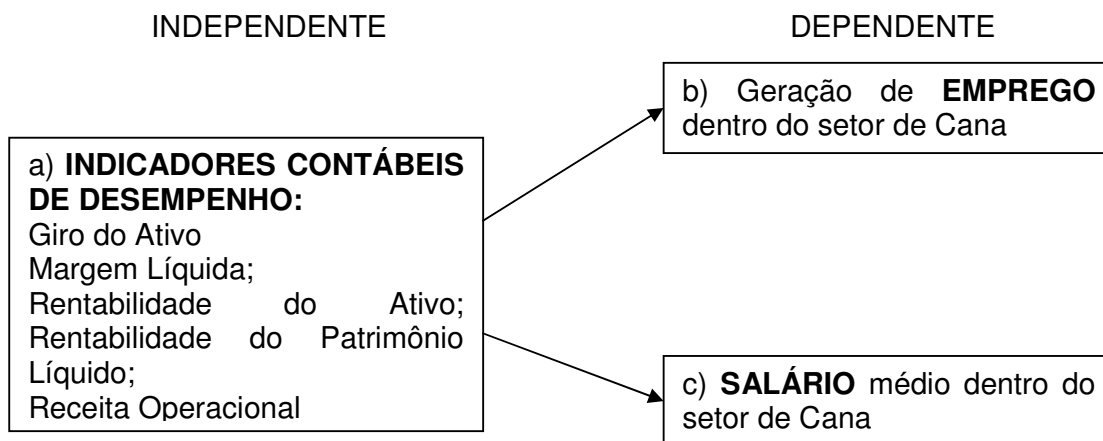 INDEPENDENTE
DEPENDENTE
a) INDICADORES CONTÁBEIS
DE DESEMPENHO:
Giro do Ativo
Margem Líquida;
Rentabilidade do Ativo;
Rentabilidade do Patrimônio
Líquido;
Receita Operacional
b) Geração de EMPREGO
dentro do setor de Cana
c) SALÁRIO médio dentro do
setor de Cana